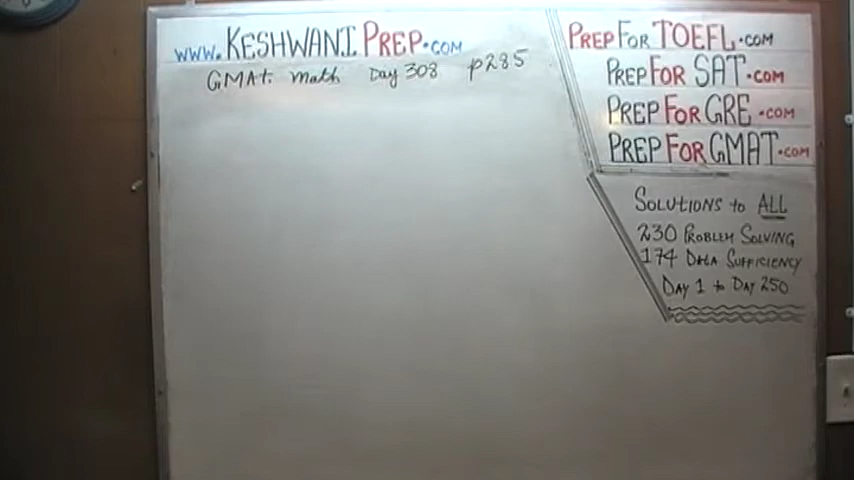 www.KESHWANI PREP.COM
GMAT. Math Day 308 p285
PREP FOR TOEFL.COM
PREP FOR SAT.COM
PREP FOR GRE.COM
PREP FOR GMAT.COM
SOLUTIONS to ALL
230 PROBLEM SOLVING
174 DATA SUFFICIENCY
DAY 1 to DAY 250